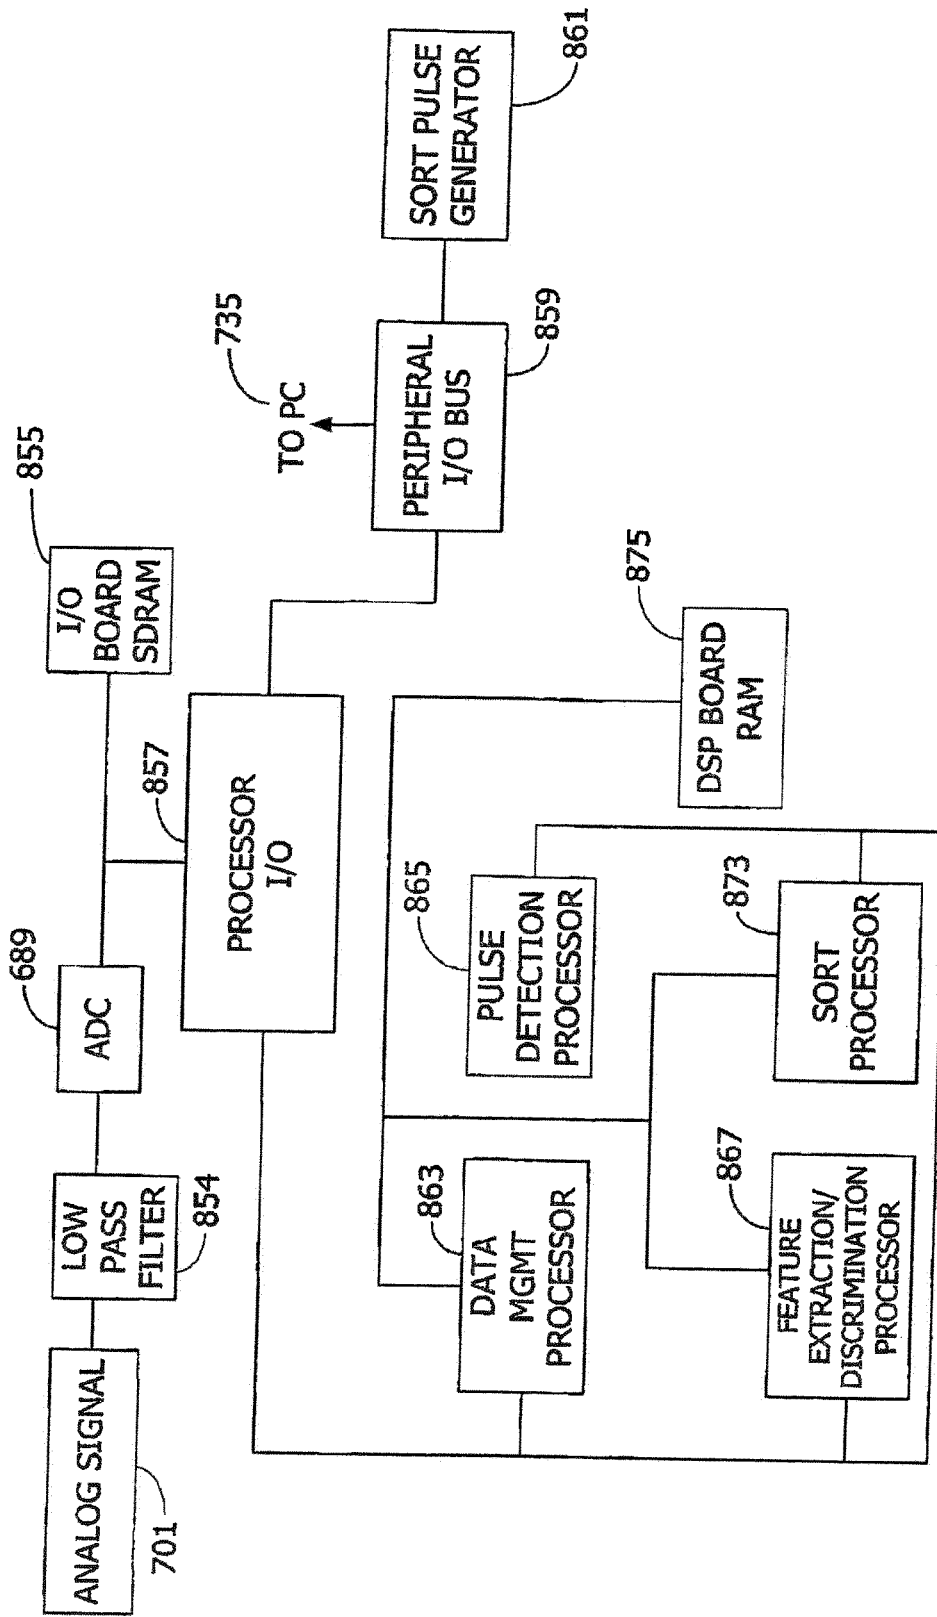 ANALOG SIGNAL
701
LOW
PASS
FILTER
854
ADC
689
I/O
BOARD
SDRAM
855
PROCESSOR
I/O
857
TO PC
735
PERIPHERAL
I/O BUS
859
SORT PULSE
GENERATOR
861
DATA
MGMT
PROCESSOR
863
PULSE
DETECTION
PROCESSOR
865
DSP BOARD
RAM
875
FEATURE
EXTRACTION/
DISCRIMINATION
PROCESSOR
867
SORT
PROCESSOR
873